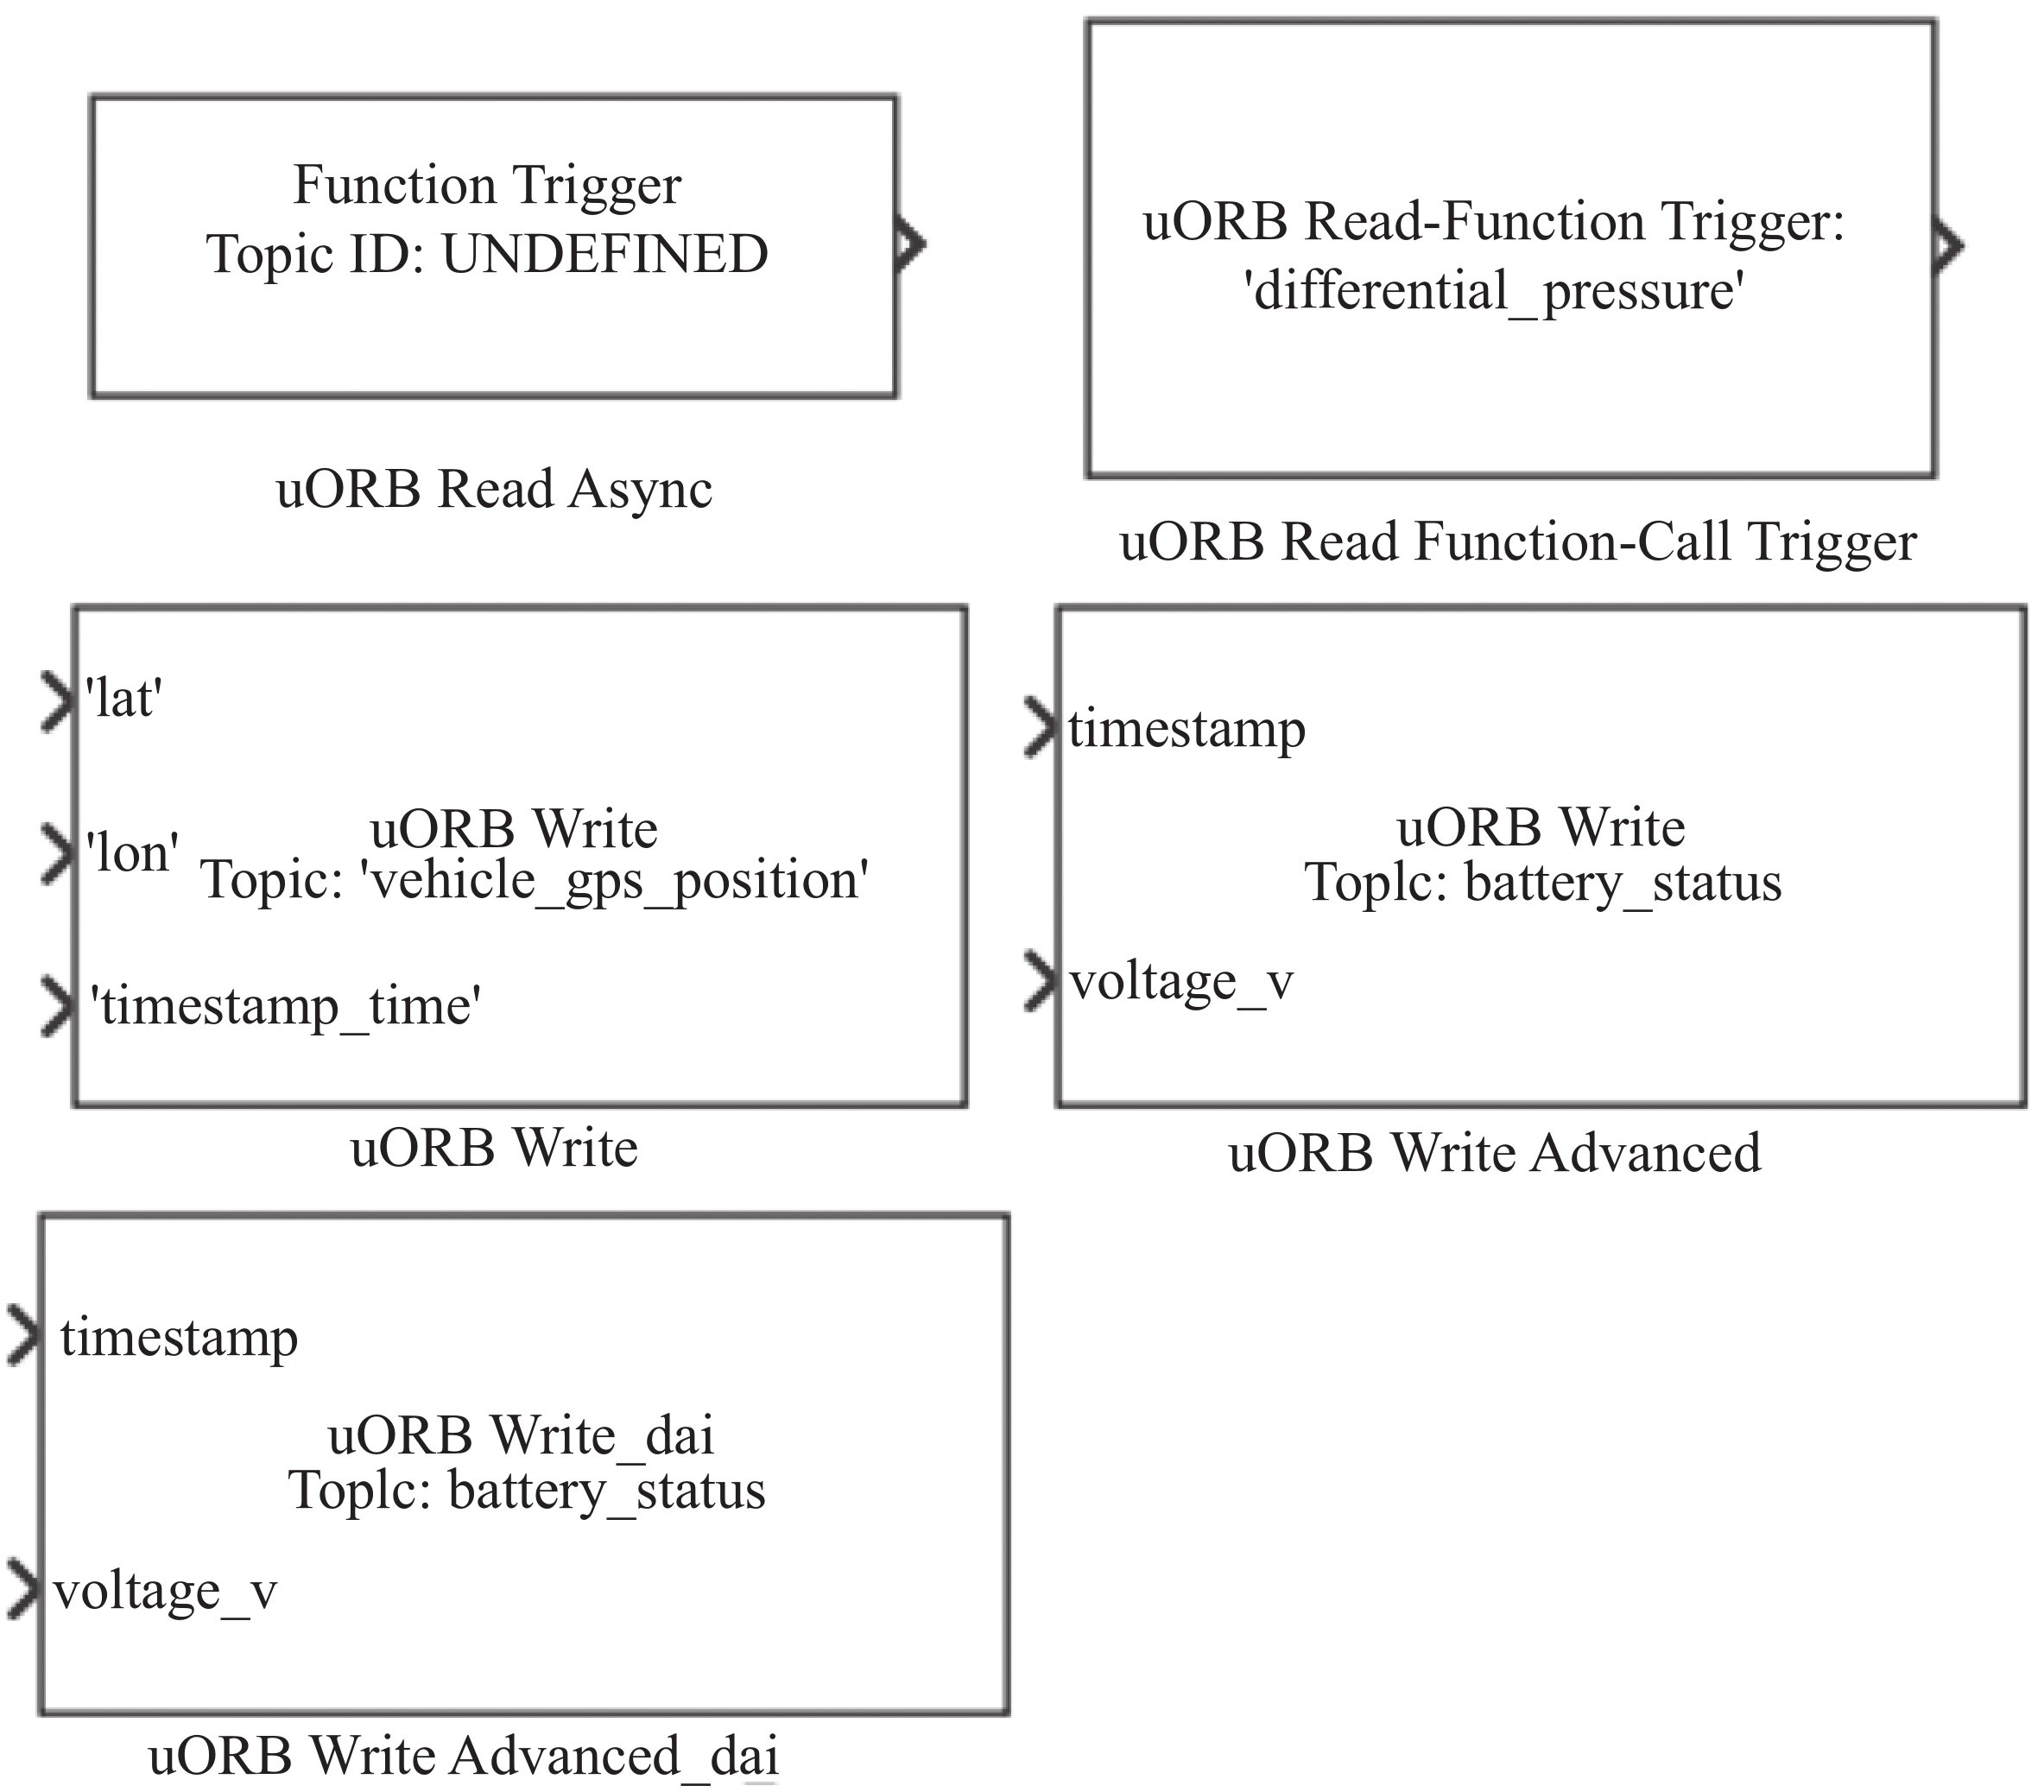 Function Trigger
Topic ID: UNDEFINED
uORB Read Async
uORB Read-Function Trigger:
'differential_pressure'
uORB Read Function-Call Trigger
'lat'
'lon'
'timestamp_time'
uORB Write
Topic: 'vehicle_gps_position'
uORB Write
timestamp
voltage_v
uORB Write
Toplc: battery_status
uORB Write Advanced
timestamp
voltage_v
uORB Write_dai
Toplc: battery_status
uORB Write Advanced_dai